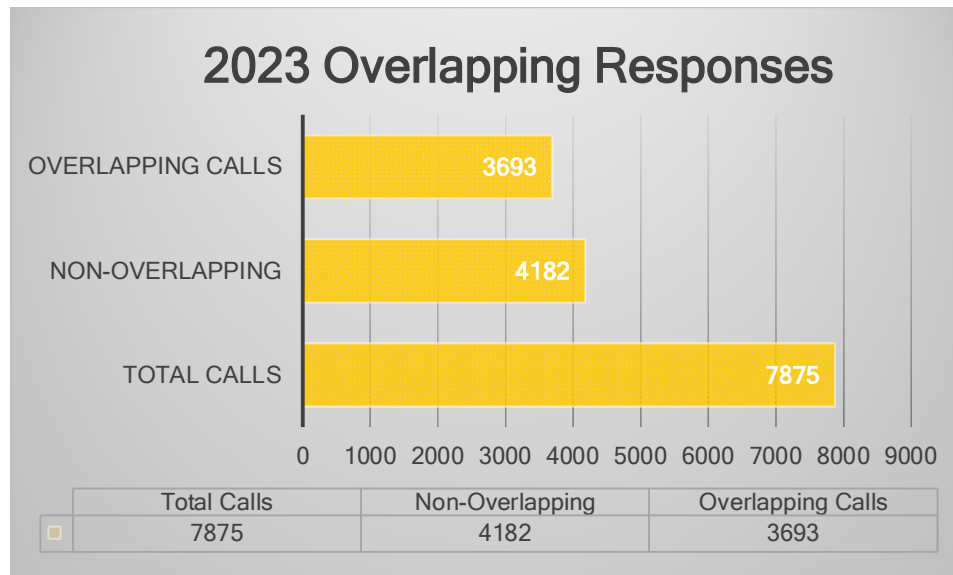 2023 Overlapping Responses
OVERLAPPING CALLS 3693
NON-OVERLAPPING 4182
TOTAL CALLS 7875
0 1000 2000 3000 4000 5000 6000 7000 8000 9000
Total Calls Non-Overlapping Overlapping Calls
7875 4182 3693